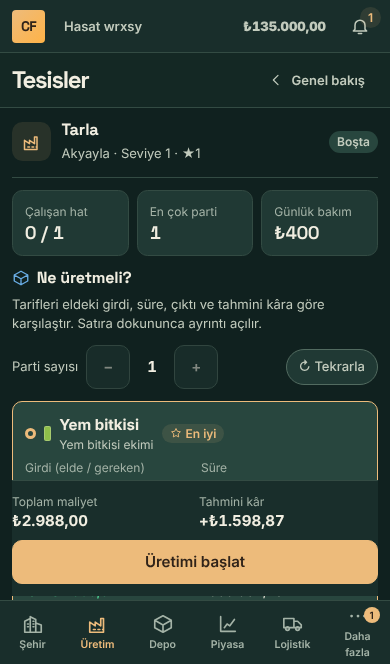 CF Hasat wrxsy ₺135.000,00 1
Tesisler Genel bakış
Tarla
Akyayla · Seviye 1 · ★1 Boşta
Çalışan hat En çok parti Günlük bakım
0 / 1 1 ₺400
Ne üretmeli?
Tarifleri eldeki girdi, süre, çıktı ve tahmini kâra göre
karşılaştır. Satıra dokununca ayrıntı açılır.
Parti sayısı − 1 + Tekrarla
Yem bitkisi En iyi
Yem bitkisi ekimi
Girdi (elde / gereken) Süre
Toplam maliyet Tahmini kâr
₺2.988,00 +₺1.598,87
Üretimi başlat
Şehir Üretim Depo Piyasa Lojistik Daha fazla 1